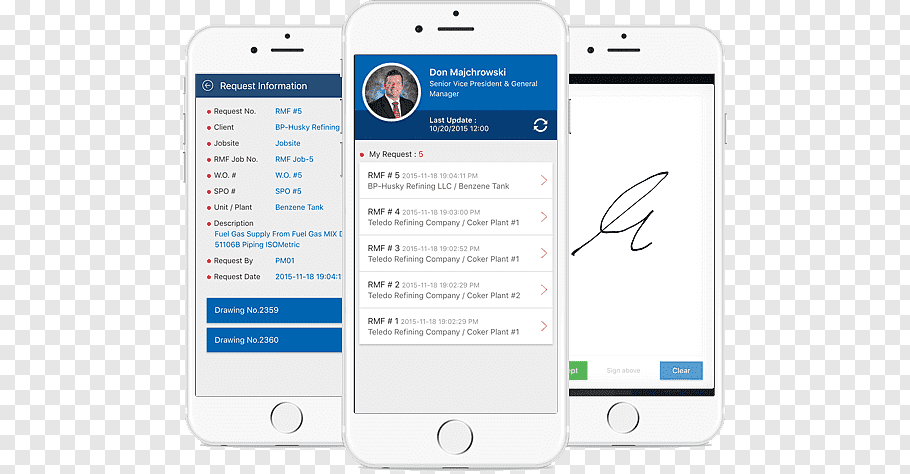 Request Information
Request No. RMF #5
Client BP-Husky Refining
Jobsite Jobsite
RMF Job No. RMF Job-5
W.O. # W.O. #5
SPO # SPO #5
Unit / Plant Benzene Tank
Description
Fuel Gas Supply From Fuel Gas MIX D
51106B Piping ISOMetric
Request By PM01
Request Date 2015-11-18 19:04:1
Drawing No.2359
Drawing No.2360
Don Majchrowski
Senior Vice President & General
Manager
Last Update :
10/20/2015 12:00
My Request : 5
RMF # 5 2015-11-18 19:04:11 PM
BP-Husky Refining LLC / Benzene Tank
RMF # 4 2015-11-18 19:03:00 PM
Teledo Refining Company / Coker Plant #1
RMF # 3 2015-11-18 19:02:52 PM
Teledo Refining Company / Coker Plant #1
RMF # 2 2015-11-18 19:02:29 PM
Teledo Refining Company / Coker Plant #2
RMF # 1 2015-11-18 19:02:29 PM
Teledo Refining Company / Coker Plant #1
ept Sign above Clear